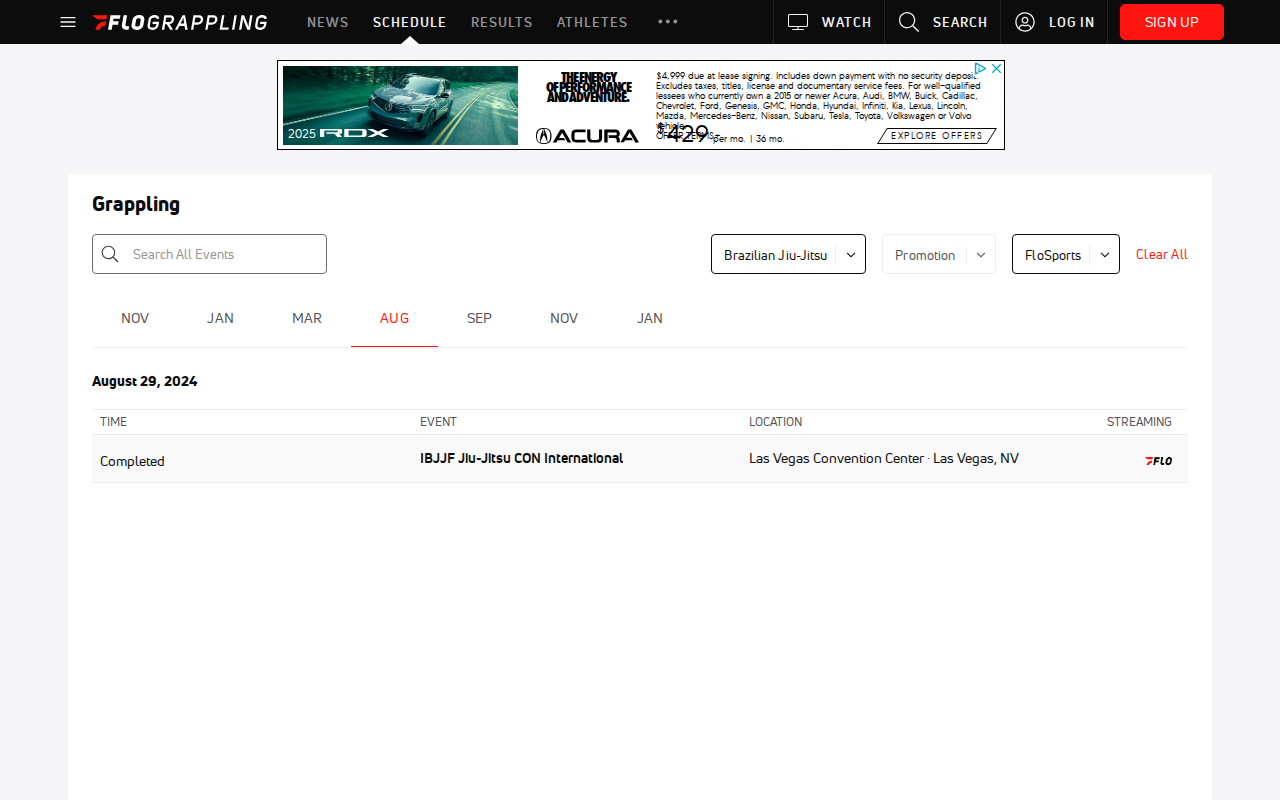 FLOGRAPPLING NEWS SCHEDULE RESULTS ATHLETES WATCH SEARCH LOG IN SIGN UP
2025 RDX
THE ENERGY
OF PERFORMANCE
AND ADVENTURE.
ACURA
$4,999 due at lease signing. Includes down payment with no security deposit.
Excludes taxes, titles, license and documentary service fees. For well-qualified
lessees who currently own a 2015 or newer Acura, Audi, BMW, Buick, Cadillac,
Chevrolet, Ford, Genesis, GMC, Honda, Hyundai, Infiniti, Kia, Lexus, Lincoln,
Mazda, Mercedes-Benz, Nissan, Subaru, Tesla, Toyota, Volkswagen or Volvo
vehicle.
OFFER TERMS+
$429 per mo. | 36 mo.
EXPLORE OFFERS
Grappling
Search All Events Brazilian Jiu-Jitsu Promotion FloSports Clear All
NOV JAN MAR AUG SEP NOV JAN
August 29, 2024
TIME EVENT LOCATION STREAMING
Completed IBJJF Jiu-Jitsu CON International Las Vegas Convention Center · Las Vegas, NV FLO